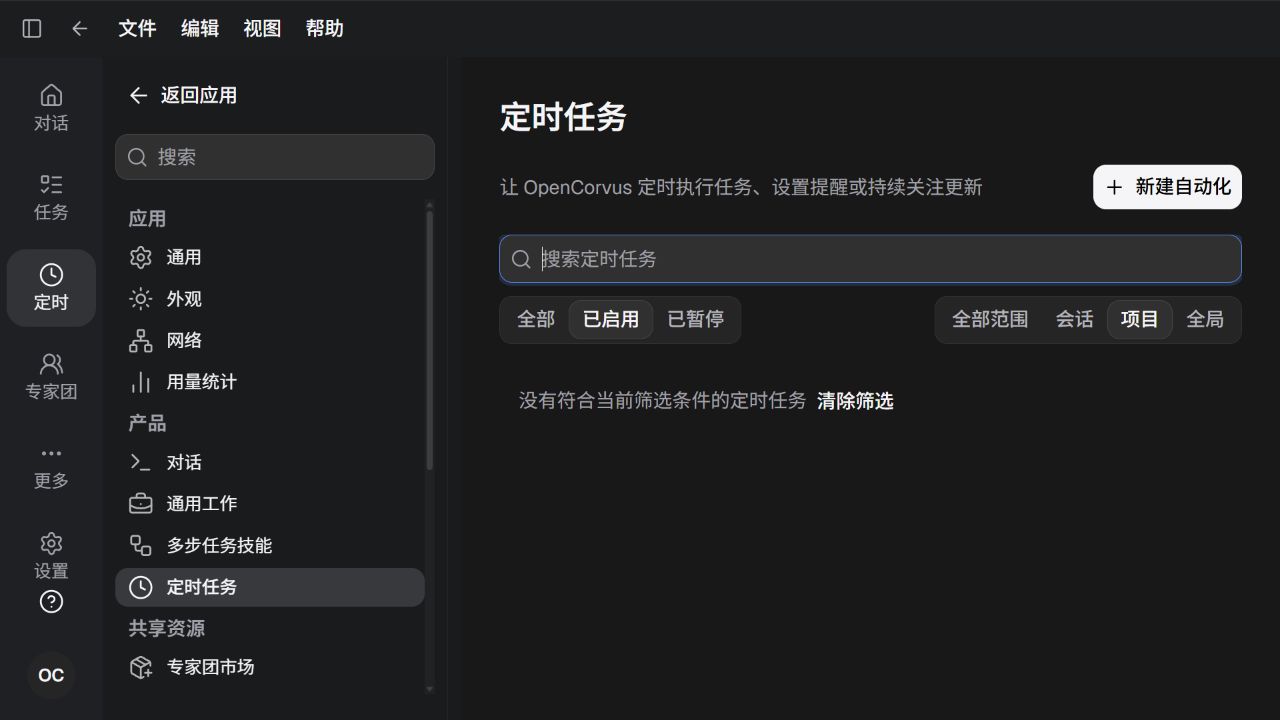 文件 编辑 视图 帮助
对话
任务
定时
专家团
更多
设置
OC
返回应用
搜索
应用
通用
外观
网络
用量统计
产品
对话
通用工作
多步任务技能
定时任务
共享资源
专家团市场
定时任务
让 OpenCorvus 定时执行任务、设置提醒或持续关注更新
新建自动化
搜索定时任务
全部 已启用 已暂停
全部范围 会话 项目 全局
没有符合当前筛选条件的定时任务 清除筛选